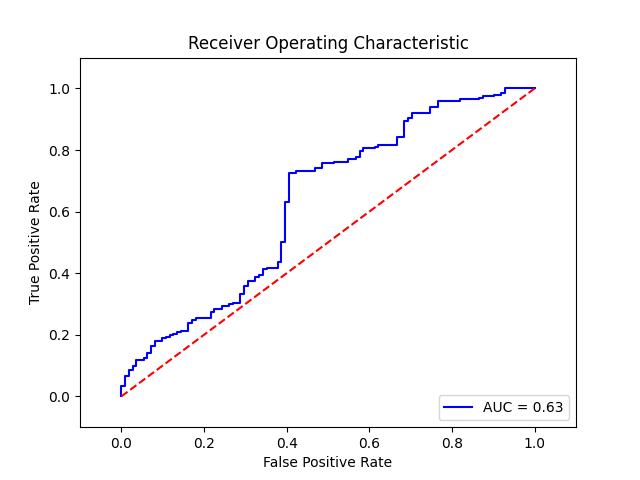 Receiver Operating Characteristic
True Positive Rate
1.0
0.8
0.6
0.4
0.2
0.0
AUC = 0.63
0.0 0.2 0.4 0.6 0.8 1.0
False Positive Rate